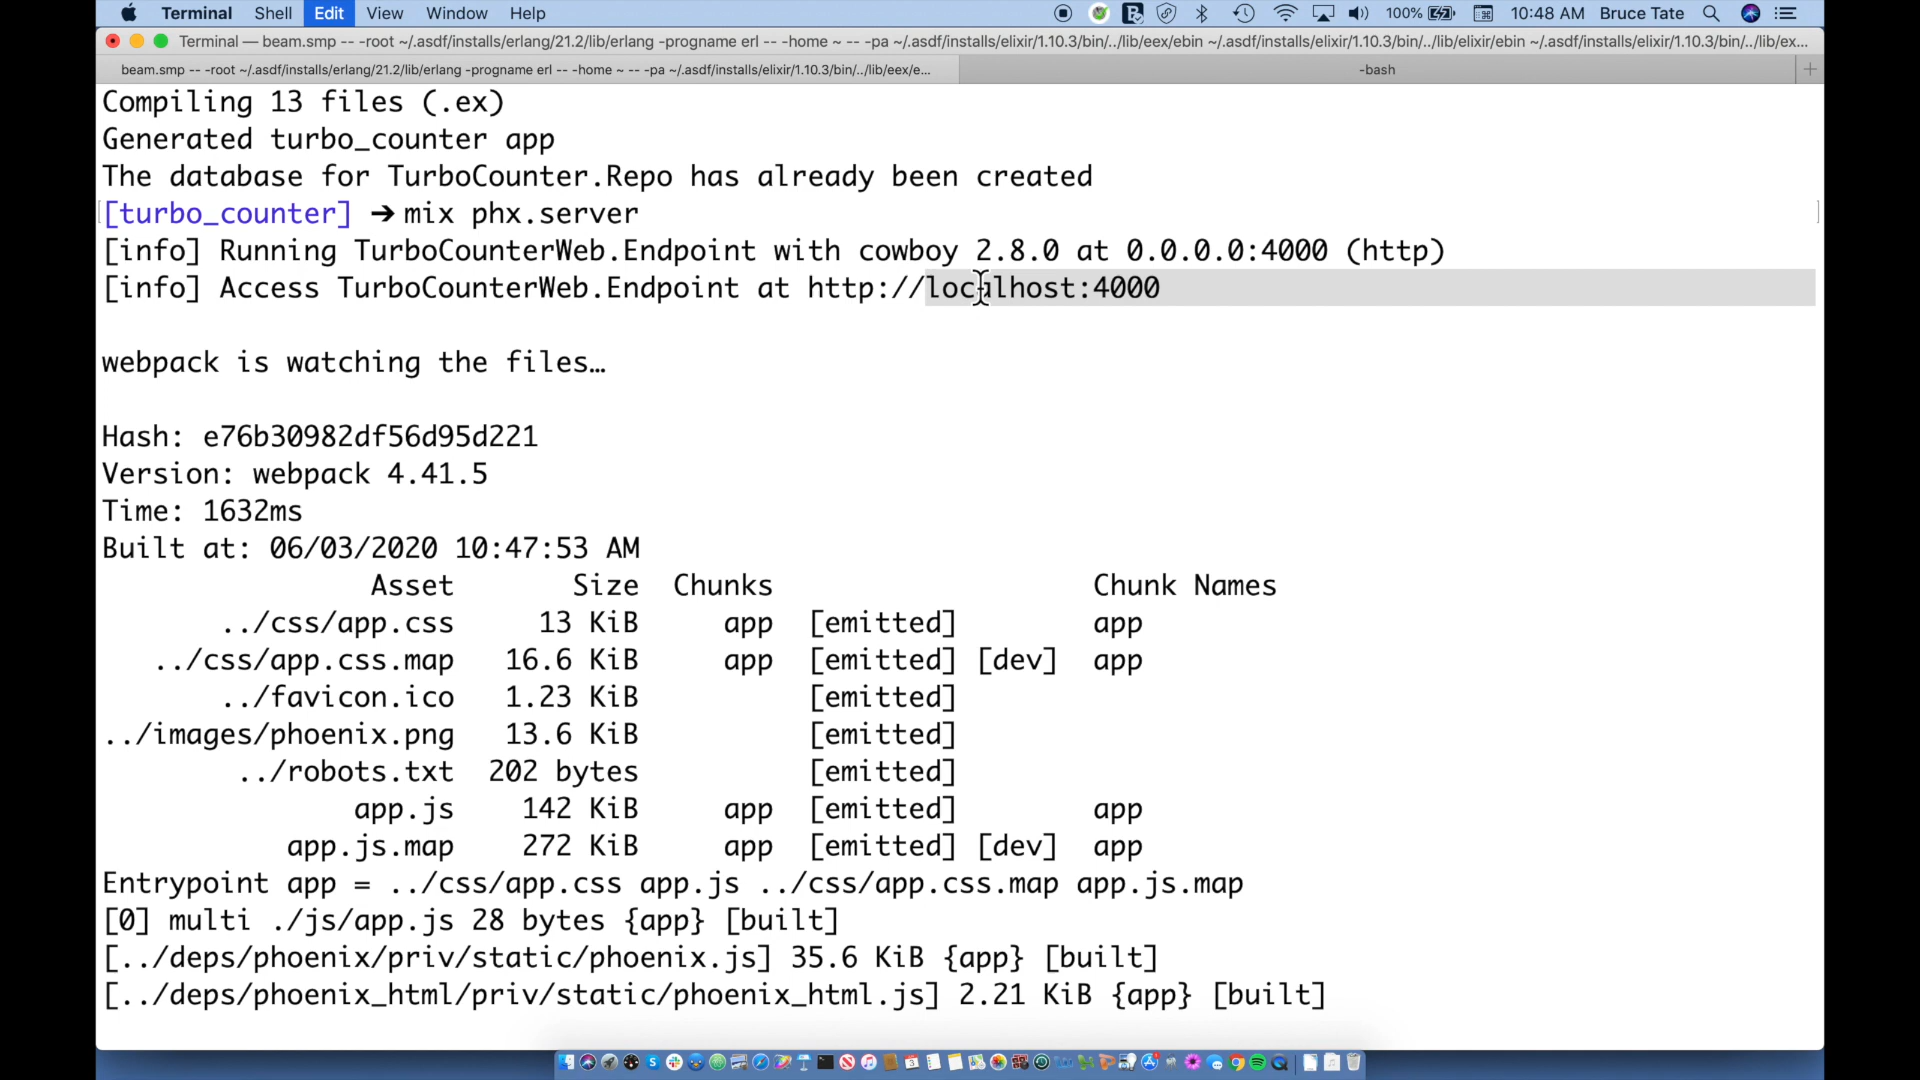 Terminal Shell Edit View Window Help 100% 10:48 AM Bruce Tate
Terminal — beam.smp -- -root ~/.asdf/installs/erlang/21.2/lib/erlang -progname erl -- -home ~ -- -pa ~/.asdf/installs/elixir/1.10.3/bin/../lib/eex/ebin ~/.asdf/installs/elixir/1.10.3/bin/../lib/elixir/ebin ~/.asdf/installs/elixir/1.10.3/bin/../lib/ex...
beam.smp -- -root ~/.asdf/installs/erlang/21.2/lib/erlang -progname erl -- -home ~ -- -pa ~/.asdf/installs/elixir/1.10.3/bin/../lib/eex/e... -bash
Compiling 13 files (.ex)
Generated turbo_counter app
The database for TurboCounter.Repo has already been created
[turbo_counter] ➔ mix phx.server
[info] Running TurboCounterWeb.Endpoint with cowboy 2.8.0 at 0.0.0.0:4000 (http)
[info] Access TurboCounterWeb.Endpoint at http://localhost:4000
webpack is watching the files…
Hash: e76b30982df56d95d221
Version: webpack 4.41.5
Time: 1632ms
Built at: 06/03/2020 10:47:53 AM
Asset Size Chunks Chunk Names
../css/app.css 13 KiB app [emitted] app
../css/app.css.map 16.6 KiB app [emitted] [dev] app
../favicon.ico 1.23 KiB [emitted]
../images/phoenix.png 13.6 KiB [emitted]
../robots.txt 202 bytes [emitted]
app.js 142 KiB app [emitted] app
app.js.map 272 KiB app [emitted] [dev] app
Entrypoint app = ../css/app.css app.js ../css/app.css.map app.js.map
[0] multi ./js/app.js 28 bytes {app} [built]
[../deps/phoenix/priv/static/phoenix.js] 35.6 KiB {app} [built]
[../deps/phoenix_html/priv/static/phoenix_html.js] 2.21 KiB {app} [built]